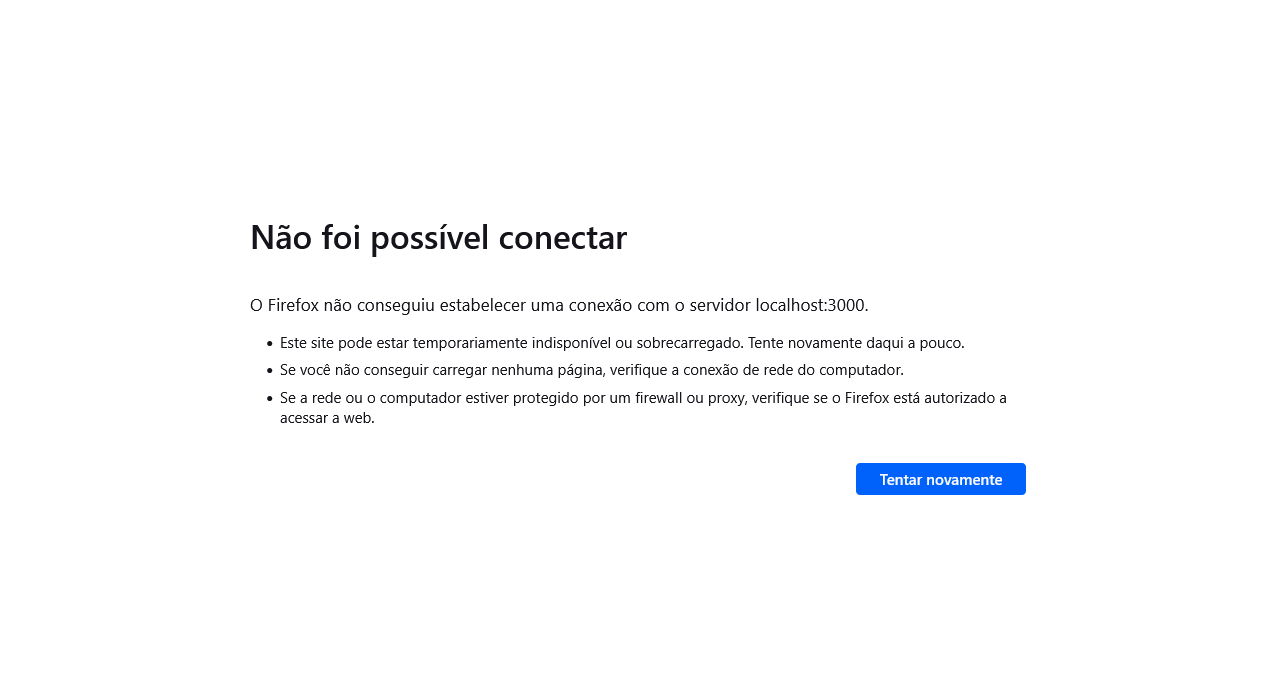 Não foi possível conectar
O Firefox não conseguiu estabelecer uma conexão com o servidor localhost:3000.
• Este site pode estar temporariamente indisponível ou sobrecarregado. Tente novamente daqui a pouco.
• Se você não conseguir carregar nenhuma página, verifique a conexão de rede do computador.
• Se a rede ou o computador estiver protegido por um firewall ou proxy, verifique se o Firefox está autorizado a
acessar a web.
Tentar novamente